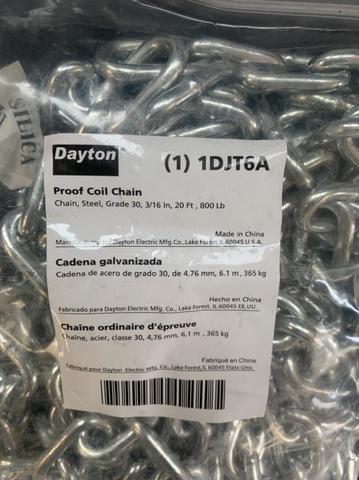 SILICA
Dayton
(1) 1DJT6A
Proof Coil Chain
Chain, Steel, Grade 30, 3/16 In, 20 Ft , 800 Lb
Made in China
Dayton Electric Mfg. Co., Lake Forest, IL 60045 U.S.A.
Cadena galvanizada
Cadena de acero de grado 30, de 4.76 mm, 6.1 m , 365 kg
Hecho en China
Fabricado para Dayton Electric Mfg. Co., Lake Forest, IL 60045 EE.UU.
Chaîne ordinaire d'épreuve
Chaîne, acier, classe 30, 4,76 mm, 6,1 m , 365 kg
Fabriqué en Chine
Fabriqué pour Dayton Electric Mfg. Co., Lake Forest, IL 60045 États-Unis